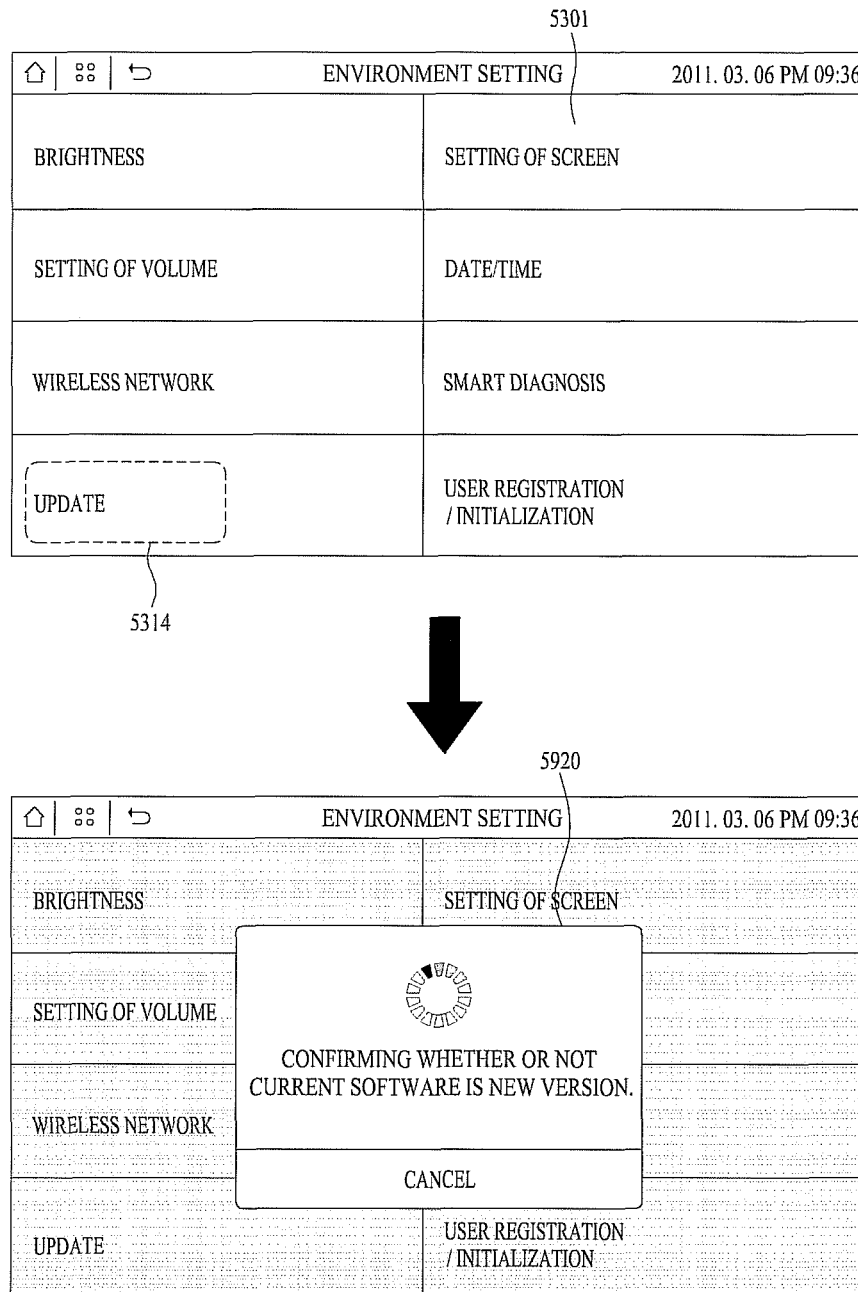 5301
ENVIRONMENT SETTING 2011. 03. 06 PM 09:36
BRIGHTNESS SETTING OF SCREEN
SETTING OF VOLUME DATE/TIME
WIRELESS NETWORK SMART DIAGNOSIS
UPDATE USER REGISTRATION
/ INITIALIZATION
5314
5920
ENVIRONMENT SETTING 2011. 03. 06 PM 09:36
BRIGHTNESS SETTING OF SCREEN
SETTING OF VOLUME
CONFIRMING WHETHER OR NOT
CURRENT SOFTWARE IS NEW VERSION.
WIRELESS NETWORK
CANCEL
UPDATE USER REGISTRATION
/ INITIALIZATION